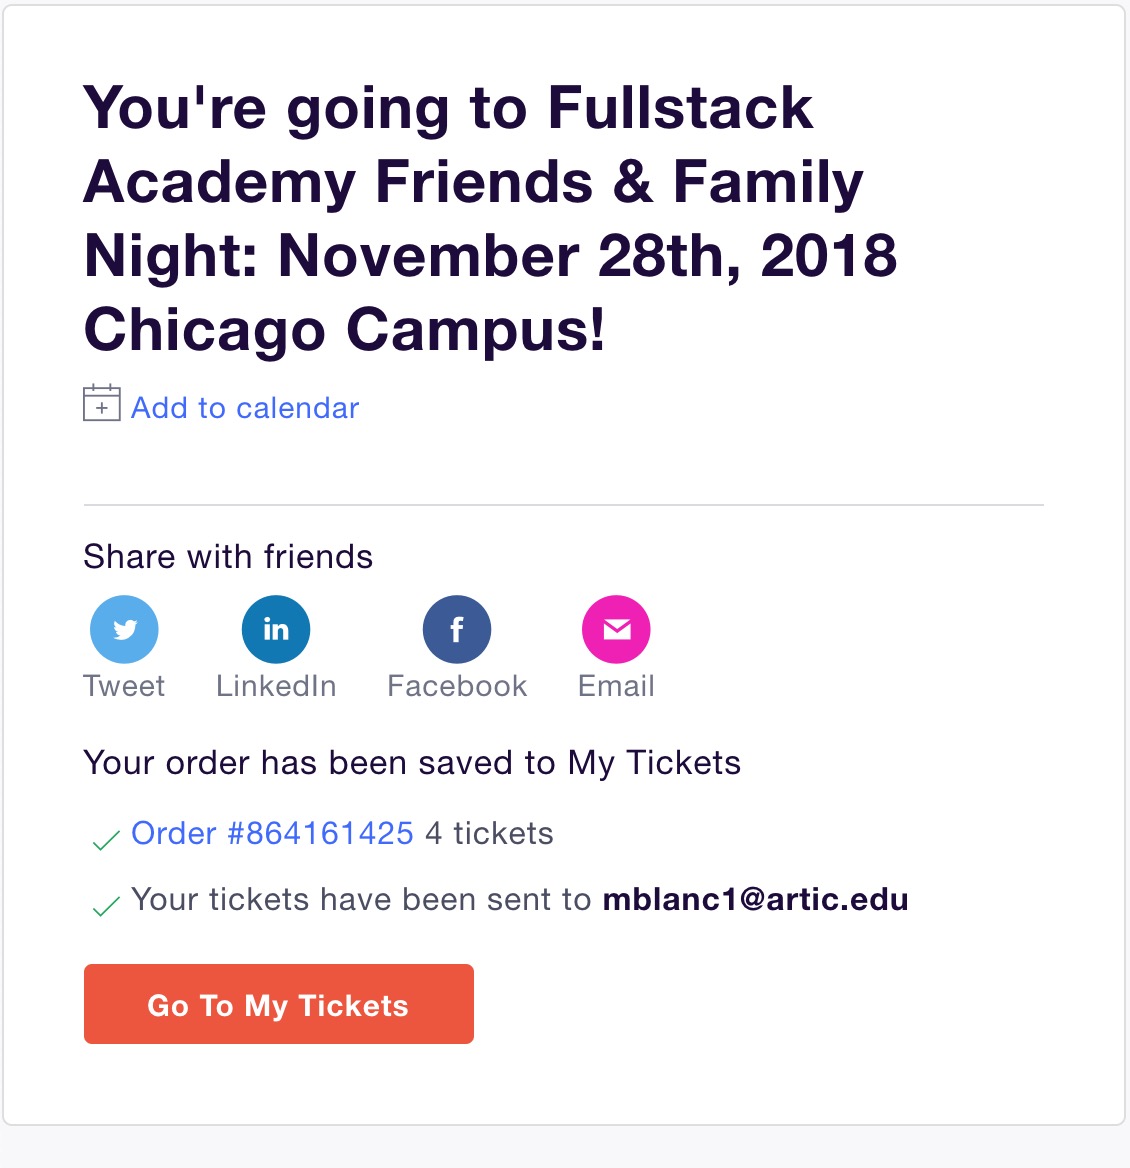 You're going to Fullstack
Academy Friends & Family
Night: November 28th, 2018
Chicago Campus!
Add to calendar
Share with friends
in
f
Tweet LinkedIn Facebook Email
Your order has been saved to My Tickets
Order #864161425 4 tickets
Your tickets have been sent to mblanc1@artic.edu
Go To My Tickets